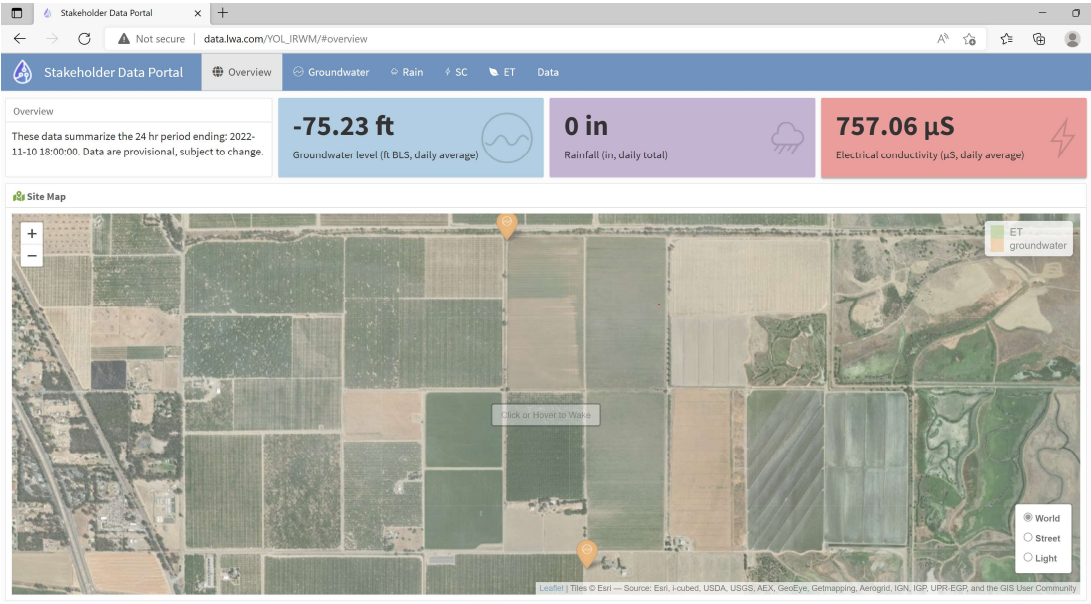 Stakeholder Data Portal
Not secure | data.lwa.com/YOL_IRWM/#overview
Stakeholder Data Portal Overview Groundwater Rain SC ET Data
Overview
These data summarize the 24 hr period ending: 2022-
11-10 18:00:00. Data are provisional, subject to change.
-75.23 ft
Groundwater level (ft BLS, daily average)
0 in
Rainfall (in, daily total)
757.06 µS
Electrical conductivity (µS, daily average)
Site Map
+
−
ET
groundwater
Click or Hover to Wake
World
Street
Light
Leaflet | Tiles © Esri — Source: Esri, i-cubed, USDA, USGS, AEX, GeoEye, Getmapping, Aerogrid, IGN, IGP, UPR-EGP, and the GIS User Community